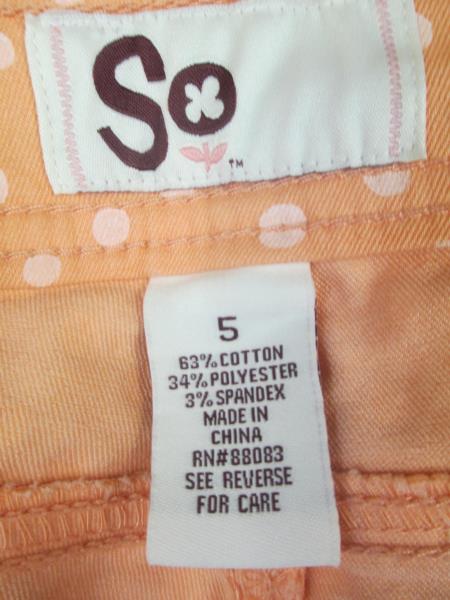 So
TM
5
63% COTTON
34% POLYESTER
3% SPANDEX
MADE IN
CHINA
RN#88083
SEE REVERSE
FOR CARE